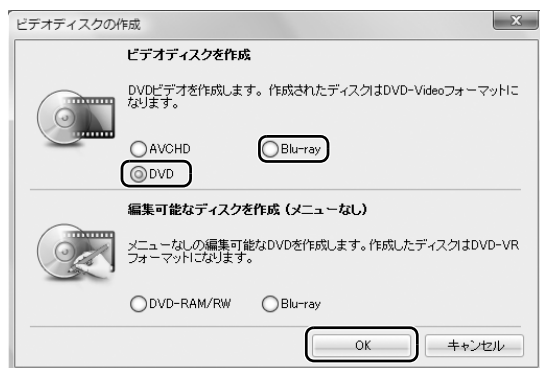 ビデオディスクの作成
X
ビデオディスクを作成
DVDビデオを作成します。作成されたディスクはDVD-Videoフォーマットに
なります。
AVCHD
Blu-ray
DVD
編集可能なディスクを作成(メニューなし)
メニューなしの編集可能なDVDを作成します。作成したディスクはDVD-VR
フォーマットになります。
DVD-RAM/RW
Blu-ray
OK
キャンセル